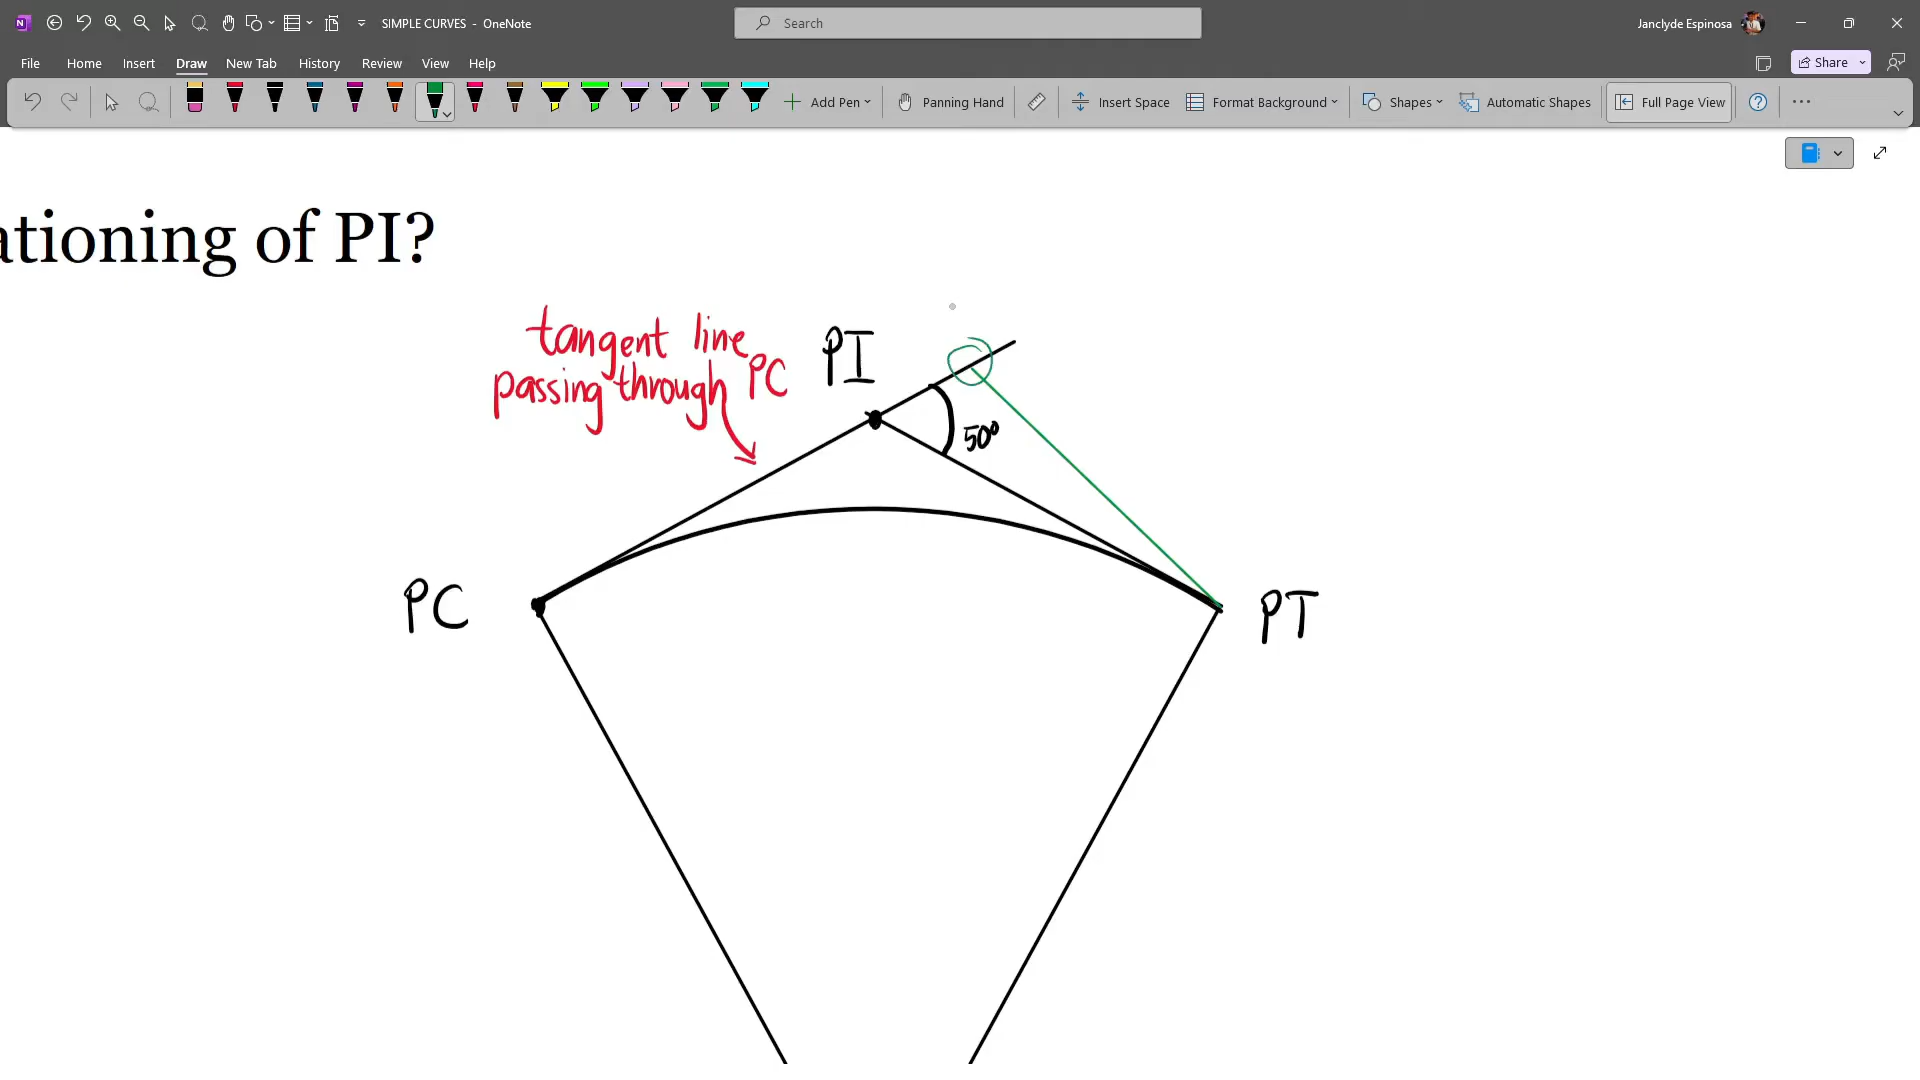 SIMPLE CURVES - OneNote
Search
Janclyde Espinosa
File Home Insert Draw New Tab History Review View Help
Share
Add Pen Panning Hand Insert Space Format Background Shapes Automatic Shapes Full Page View
ationing of PI?
tangent line
passing through PC
PI
50°
PC
PT